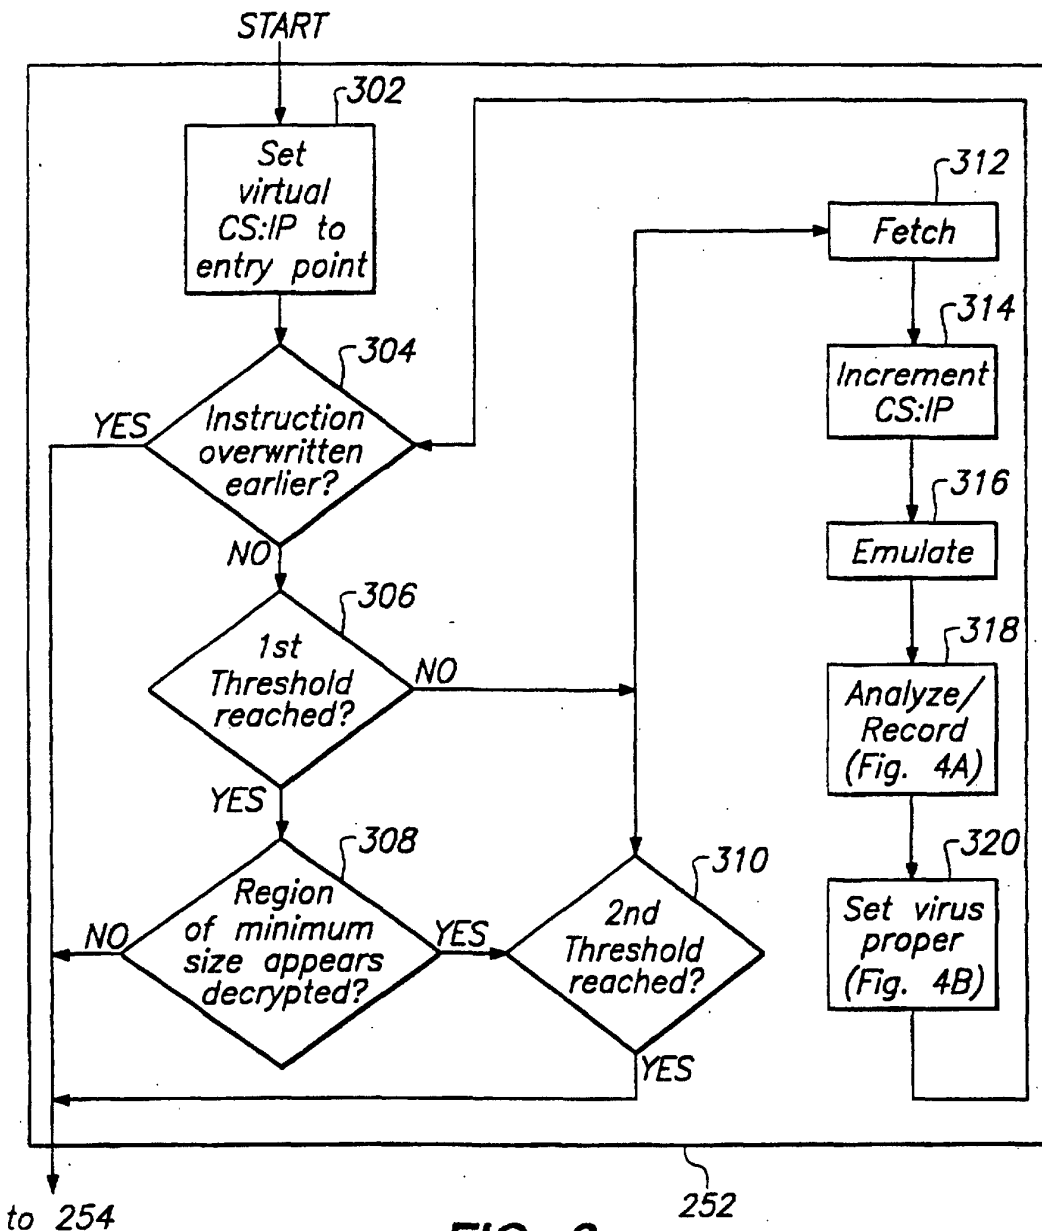 START
302
Set
virtual
CS:IP to
entry point
304
YES
Instruction
overwritten
earlier?
NO
306
1st
Threshold
reached?
NO
YES
308
Region
of minimum
size appears
decrypted?
NO
YES
310
2nd
Threshold
reached?
YES
312
Fetch
314
Increment
CS:IP
316
Emulate
318
Analyze/
Record
(Fig. 4A)
320
Set virus
proper
(Fig. 4B)
252
to 254